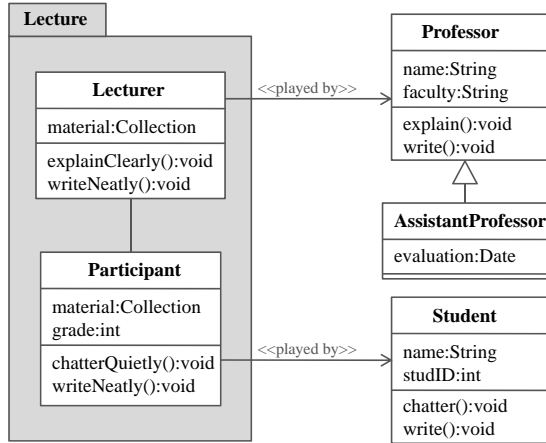 Lecture
Lecturer
material:Collection
explainClearly():void
writeNeatly():void
<<played by>>
Professor
name:String
faculty:String
explain():void
write():void
AssistantProfessor
evaluation:Date
Participant
material:Collection
grade:int
chatterQuietly():void
writeNeatly():void
<<played by>>
Student
name:String
studID:int
chatter():void
write():void